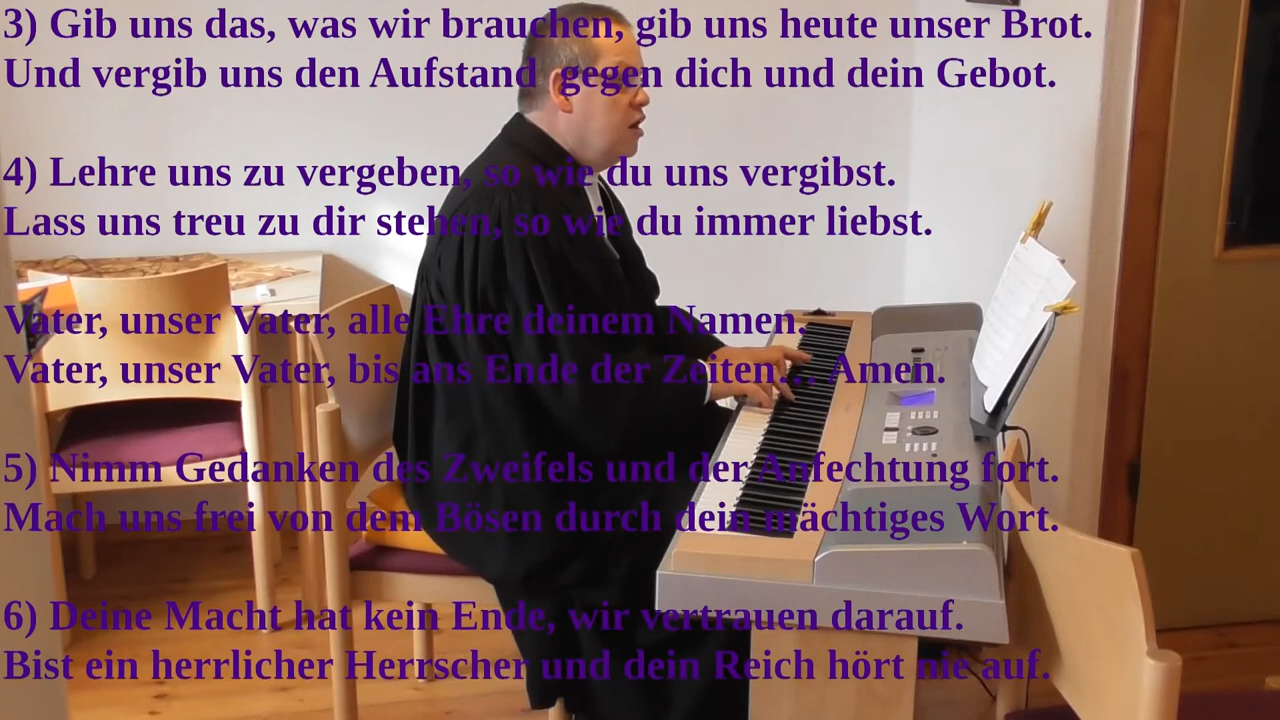 3) Gib uns das, was wir brauchen, gib uns heute unser Brot.
Und vergib uns den Aufstand gegen dich und dein Gebot.
4) Lehre uns zu vergeben, so wie du uns vergibst.
Lass uns treu zu dir stehen, so wie du immer liebst.
Vater, unser Vater, alle Ehre deinem Namen.
Vater, unser Vater, bis ans Ende der Zeiten... Amen.
5) Nimm Gedanken des Zweifels und der Anfechtung fort.
Mach uns frei von dem Bösen durch dein mächtiges Wort.
6) Deine Macht hat kein Ende, wir vertrauen darauf.
Bist ein herrlicher Herrscher und dein Reich hört nie auf.